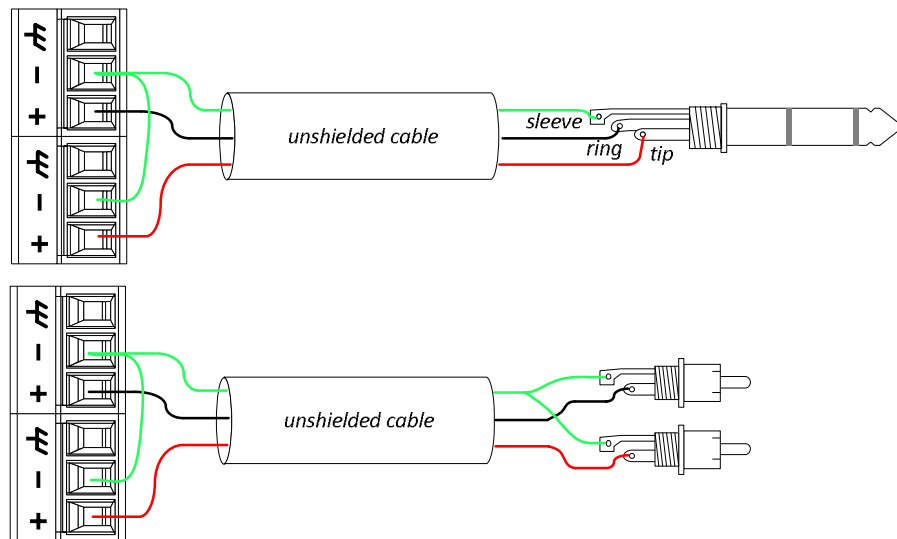 −
+
unshielded cable
sleeve
ring
tip
−
+
−
+
unshielded cable
−
+